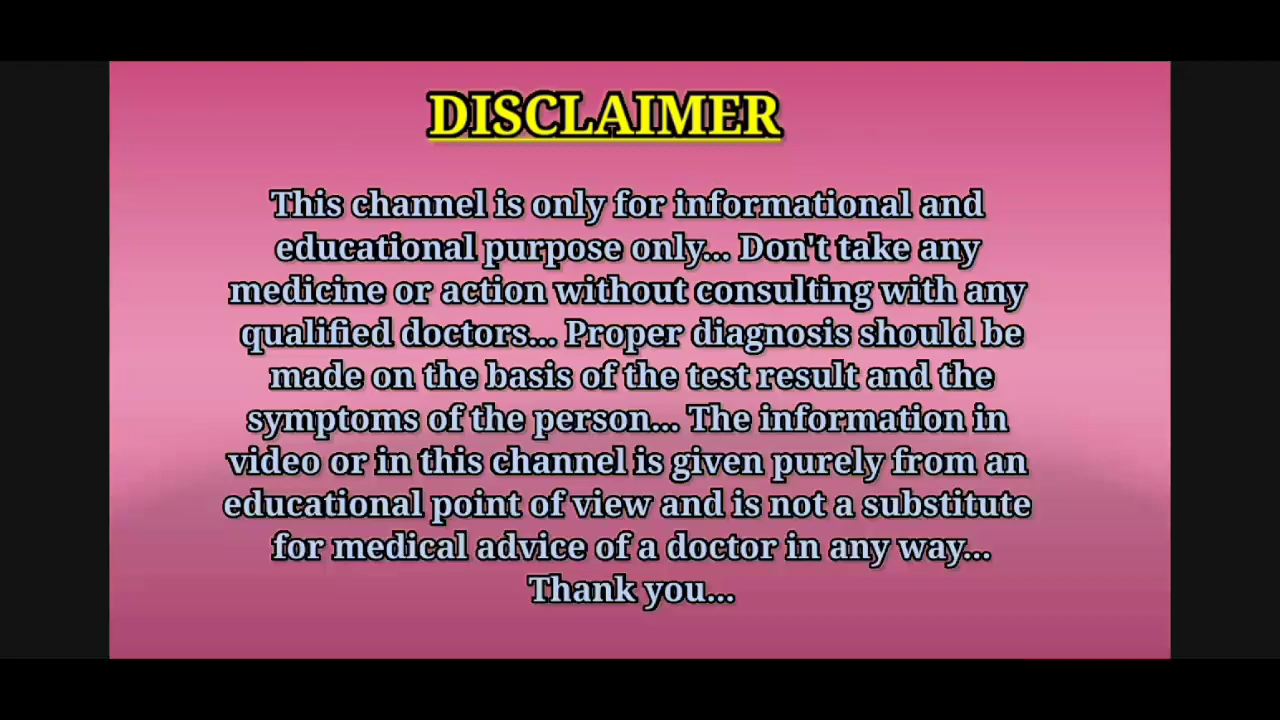 DISCLAIMER
This channel is only for informational and
educational purpose only... Don't take any
medicine or action without consulting with any
qualified doctors... Proper diagnosis should be
made on the basis of the test result and the
symptoms of the person... The information in
video or in this channel is given purely from an
educational point of view and is not a substitute
for medical advice of a doctor in any way...
Thank you...